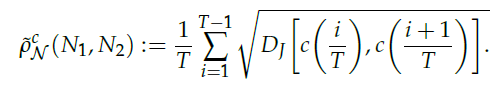 $$\tilde{\rho}^{c}_{\mathcal{N}}(N_1, N_2) := \frac{1}{T} \sum_{i=1}^{T-1} \sqrt{D_J\left[c\left(\frac{i}{T}\right), c\left(\frac{i+1}{T}\right)\right]}.$$